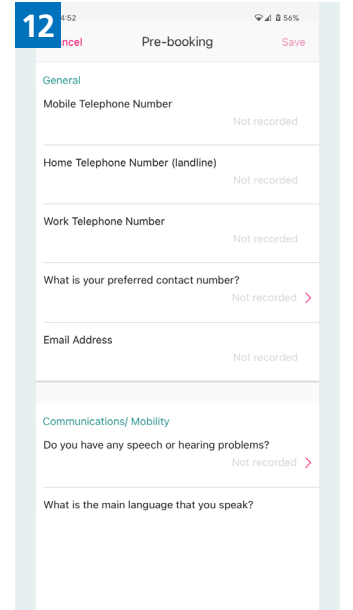 12
4:52
56%
ncel
Pre-booking
Save
General
Mobile Telephone Number
Not recorded
Home Telephone Number (landline)
Not recorded
Work Telephone Number
Not recorded
What is your preferred contact number?
Not recorded
Email Address
Not recorded
Communications/ Mobility
Do you have any speech or hearing problems?
Not recorded
What is the main language that you speak?